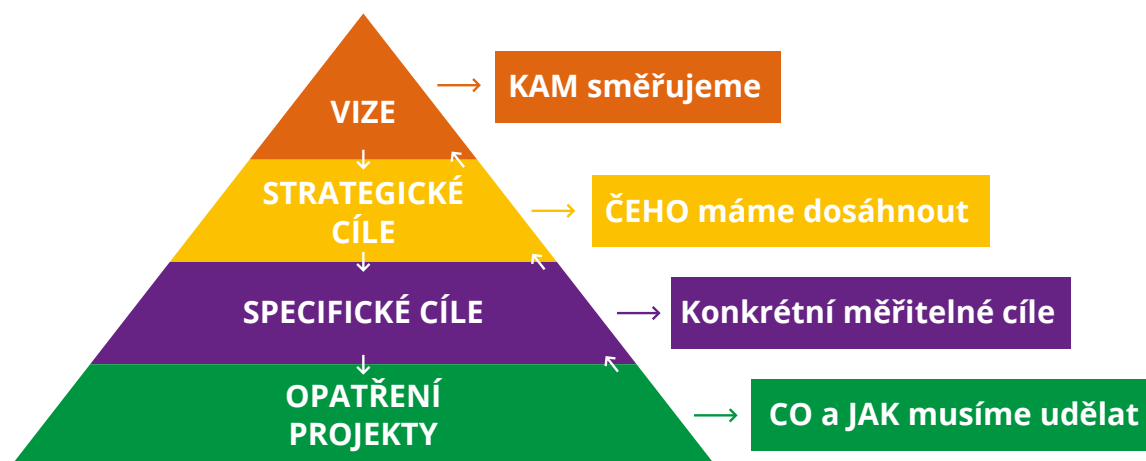 VIZE
KAM směřujeme
STRATEGICKÉ
CÍLE
ČEHO máme dosáhnout
SPECIFICKÉ CÍLE
Konkrétní měřitelné cíle
OPATŘENÍ
PROJEKTY
CO a JAK musíme udělat